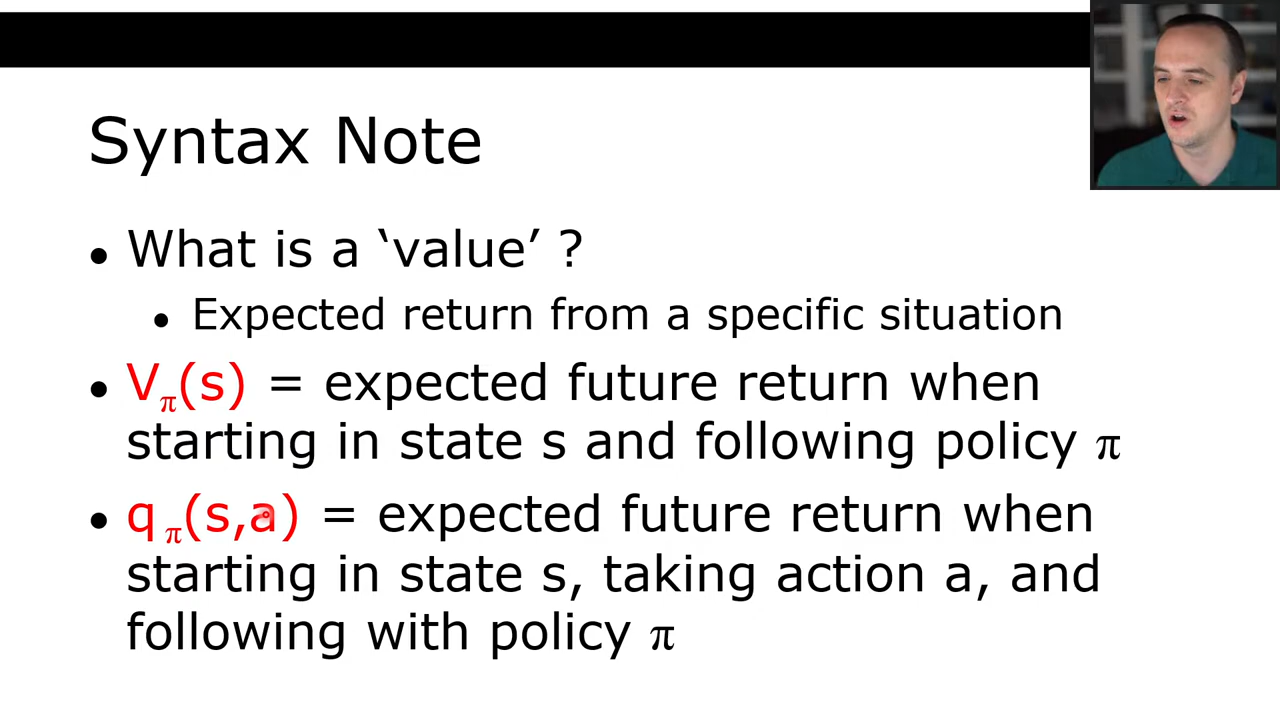 Syntax Note
• What is a ‘value’ ?
• Expected return from a specific situation
• Vπ(s) = expected future return when
starting in state s and following policy π
• q π(s,a) = expected future return when
starting in state s, taking action a, and
following with policy π